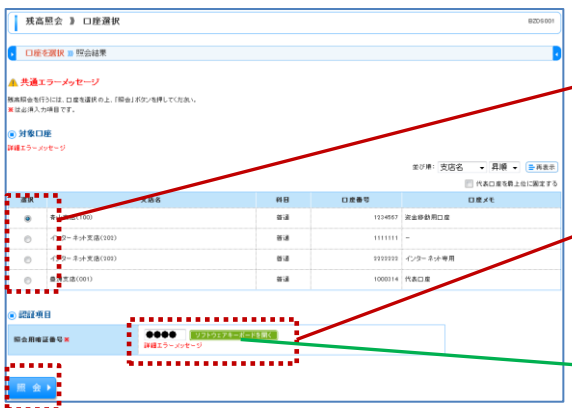 残高照会 》 口座選択
BZDS001
口座を選択 照会結果
共通エラーメッセージ
残高照会を行うには、口座を選択の上、「照会」ボタンを押してください。
※は必須入力項目です。
対象口座
詳細エラーメッセージ
並び順: 支店名 昇順 再表示
代表口座を最上位に固定する
選択 支店名 科目 口座番号 口座メモ
青山支店(100) 普通 1234567 資金移動用口座
インターネット支店(102) 普通 1111111 -
インターネット支店(102) 普通 2222222 インターネット専用
支店(001) 普通 1000314 代表口座
認証項目
照会用暗証番号※ ●●●● ソフトウェアキーボードを開く
詳細エラーメッセージ
照 会